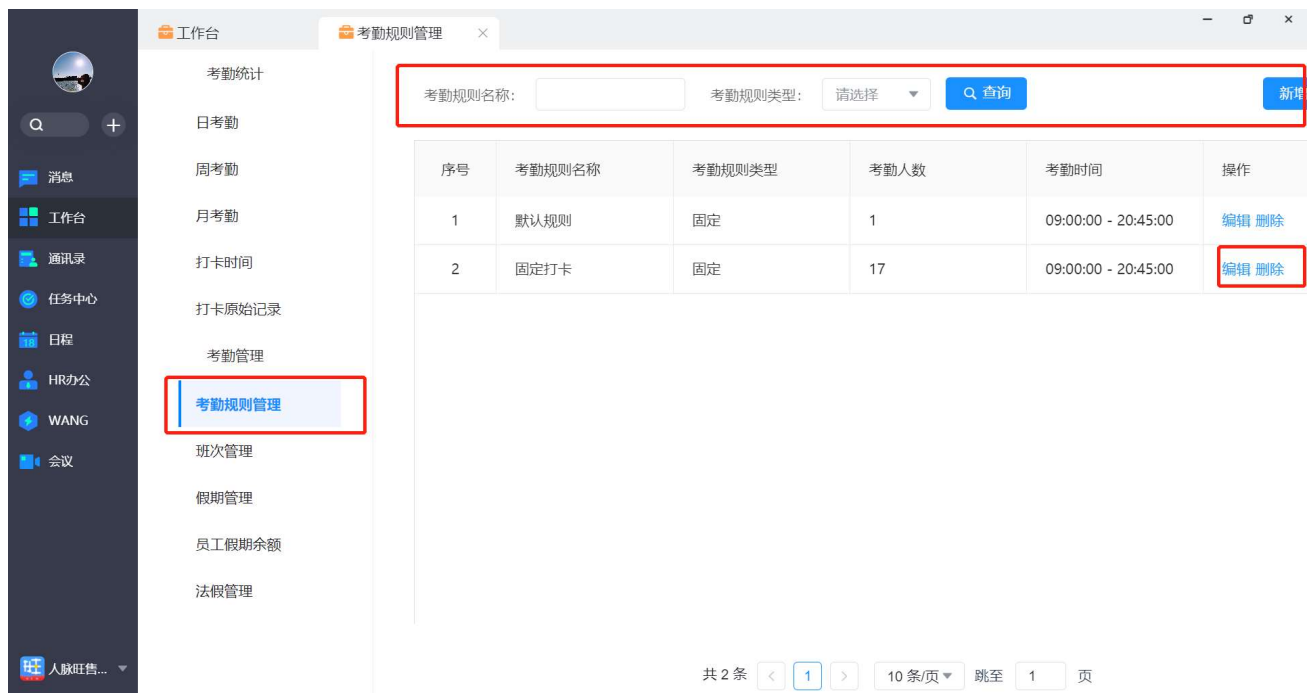 工作台
考勤规则管理
消息
工作台
通讯录
任务中心
18
日程
HR办公
WANG
会议
人脉旺售...
考勤统计
日考勤
周考勤
月考勤
打卡时间
打卡原始记录
考勤管理
考勤规则管理
班次管理
假期管理
员工假期余额
法假管理
考勤规则名称： 考勤规则类型： 请选择 查询 新增
序号 考勤规则名称 考勤规则类型 考勤人数 考勤时间 操作
1 默认规则 固定 1 09:00:00 - 20:45:00 编辑 删除
2 固定打卡 固定 17 09:00:00 - 20:45:00 编辑 删除
共 2 条 < 1 > 10 条/页 跳至 1 页